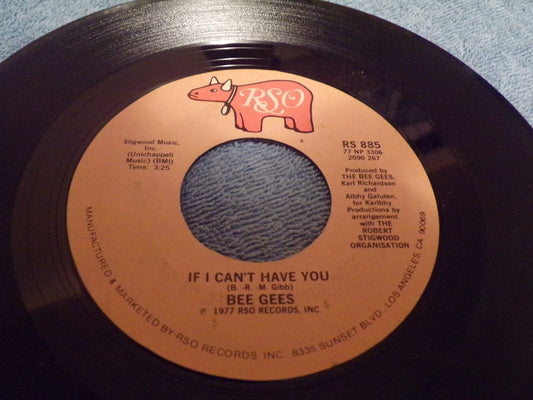 RSO
Stigwood Music,
Inc.
(Unichappel)
Music) (BMI)
Time: 3:25
RS 885
77 NP 3306
2090 267
Produced by
THE BEE GEES,
Karl Richardson
and
Albhy Galuten,
for Karlbhy
Productions by
arrangement
with THE
ROBERT
STIGWOOD
ORGANISATION
IF I CAN'T HAVE YOU
(B. -R. -M. Gibb)
BEE GEES
℗ 1977 RSO RECORDS, INC.
MANUFACTURED & MARKETED BY RSO RECORDS, INC. 8335 SUNSET BLVD. LOS ANGELES, CA. 90069